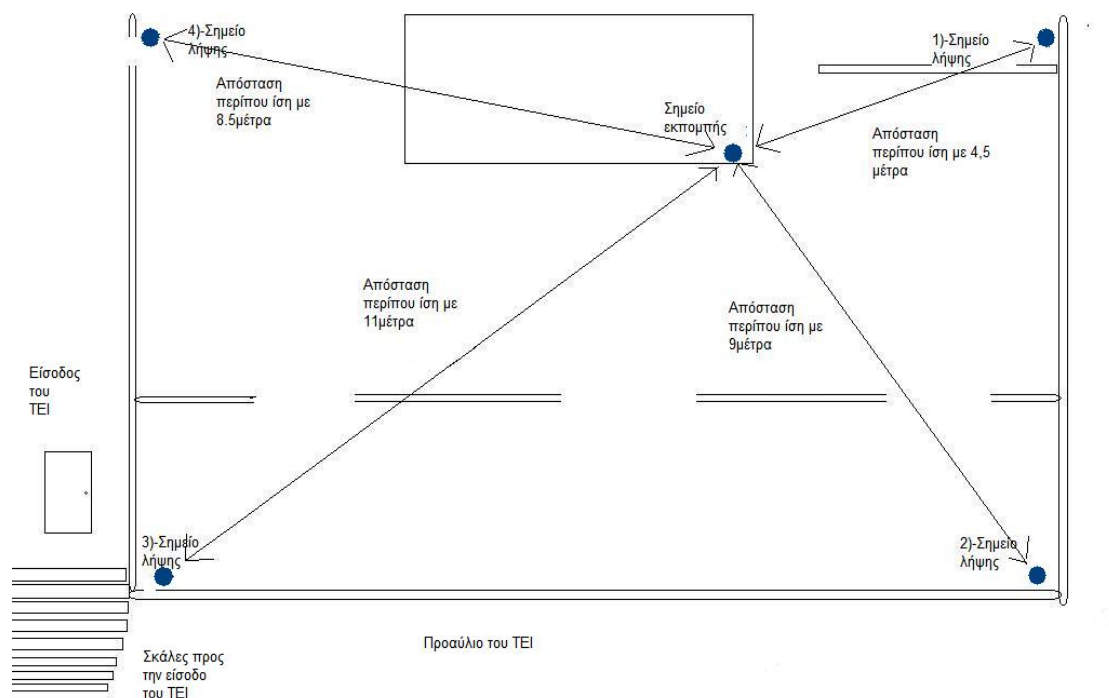 4)-Σημείο
λήψης
1)-Σημείο
λήψης
Απόσταση
περίπου ίση με
8.5μέτρα
Σημείο
εκπομπής
Απόσταση
περίπου ίση με 4,5
μέτρα
Απόσταση
περίπου ίση με
11μέτρα
Απόσταση
περίπου ίση με
9μέτρα
Είσοδος
του
ΤΕΙ
3)-Σημείο
λήψης
2)-Σημείο
λήψης
Προαύλιο του ΤΕΙ
Σκάλες προς
την είσοδο
του ΤΕΙ